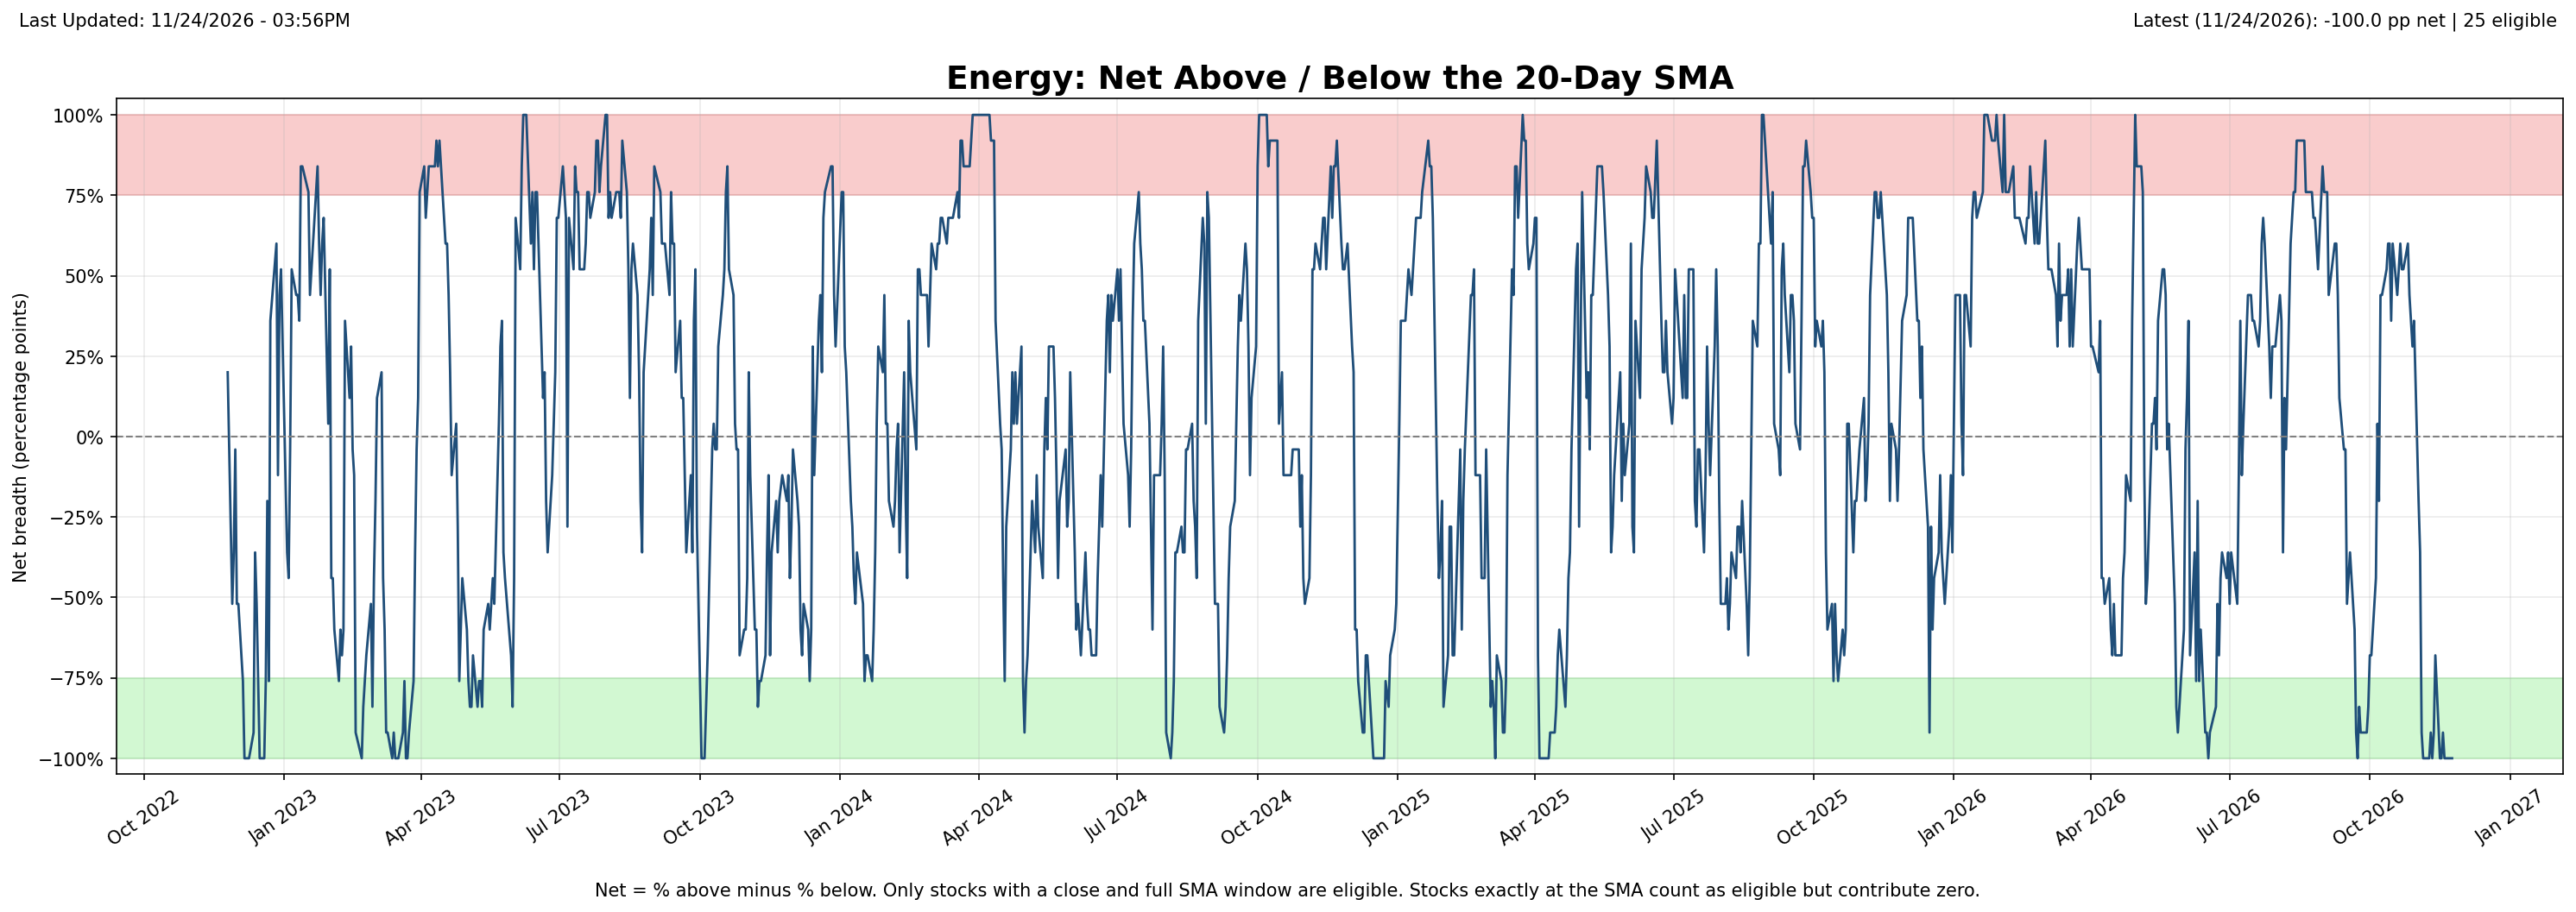 Last Updated: 11/24/2026 - 03:56PM
Latest (11/24/2026): -100.0 pp net | 25 eligible
Energy: Net Above / Below the 20-Day SMA
Net breadth (percentage points)
100%
75%
50%
25%
0%
−25%
−50%
−75%
−100%
Oct 2022
Jan 2023
Apr 2023
Jul 2023
Oct 2023
Jan 2024
Apr 2024
Jul 2024
Oct 2024
Jan 2025
Apr 2025
Jul 2025
Oct 2025
Jan 2026
Apr 2026
Jul 2026
Oct 2026
Jan 2027
Net = % above minus % below. Only stocks with a close and full SMA window are eligible. Stocks exactly at the SMA count as eligible but contribute zero.